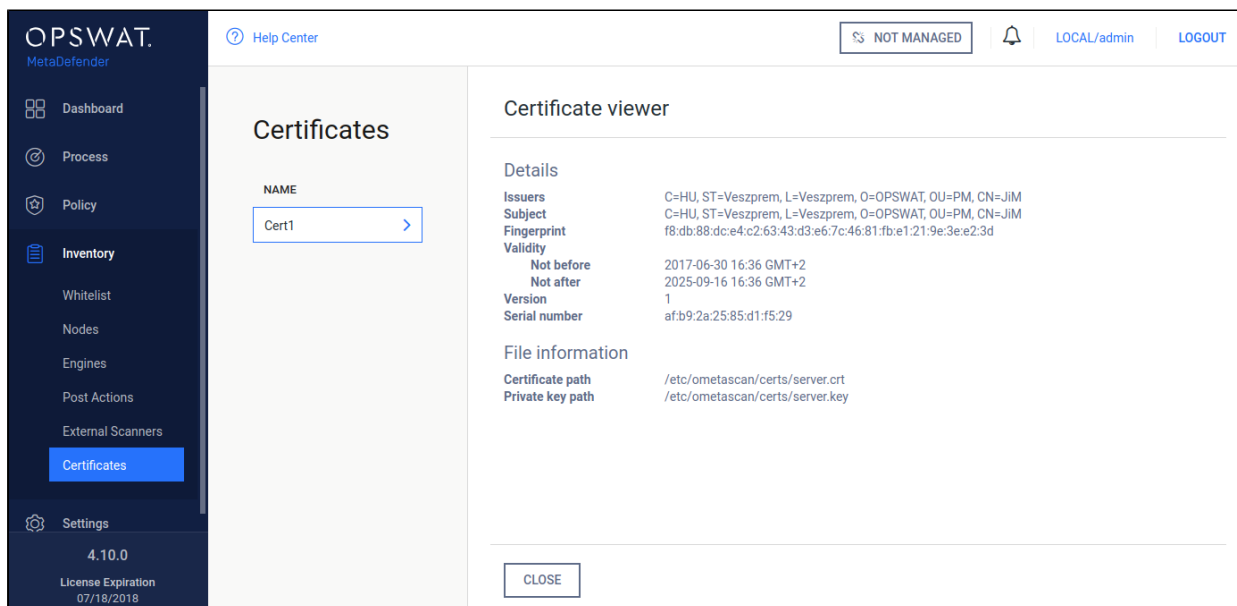 OPSWAT.
MetaDefender
Dashboard
Process
Policy
Inventory
Whitelist
Nodes
Engines
Post Actions
External Scanners
Certificates
Settings
4.10.0
License Expiration
07/18/2018
Help Center
NOT MANAGED
LOCAL/admin
LOGOUT
Certificates
NAME
Cert1
Certificate viewer
Details
Issuers C=HU, ST=Veszprem, L=Veszprem, O=OPSWAT, OU=PM, CN=JiM
Subject C=HU, ST=Veszprem, L=Veszprem, O=OPSWAT, OU=PM, CN=JiM
Fingerprint f8:db:88:dc:e4:c2:63:43:d3:e6:7c:46:81:fb:e1:21:9e:3e:e2:3d
Validity
Not before 2017-06-30 16:36 GMT+2
Not after 2025-09-16 16:36 GMT+2
Version 1
Serial number af:b9:2a:25:85:d1:f5:29
File information
Certificate path /etc/ometascan/certs/server.crt
Private key path /etc/ometascan/certs/server.key
CLOSE